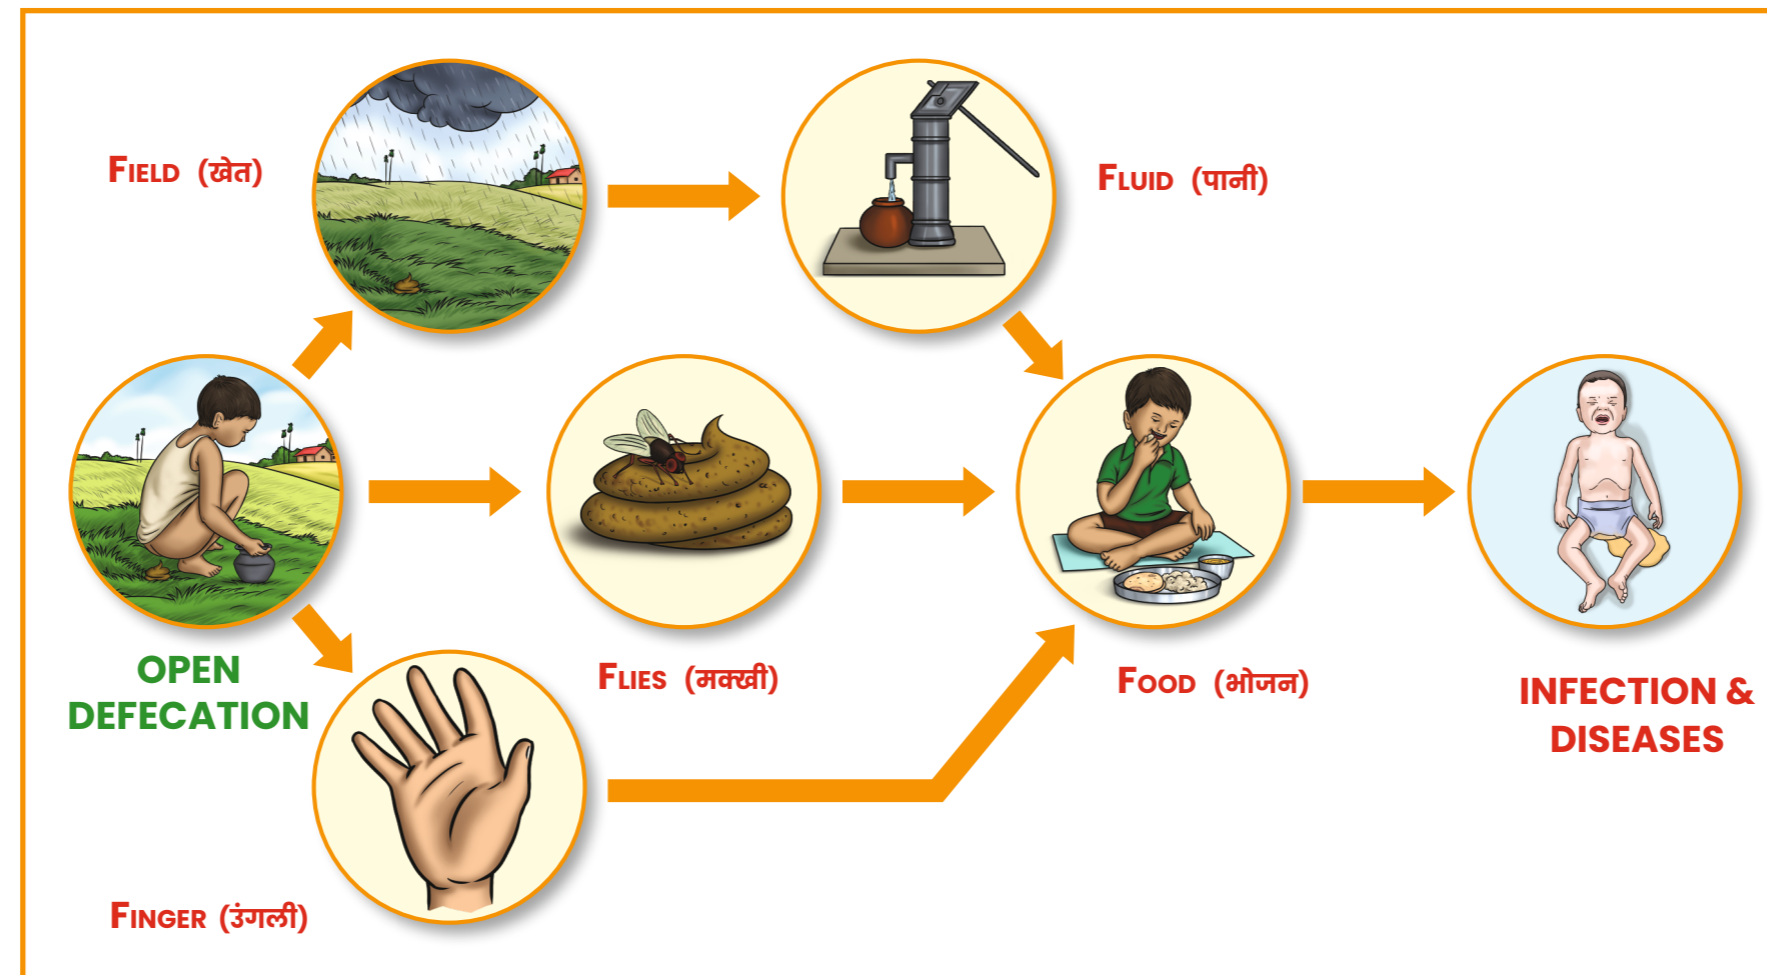 FIELD (खेत)
FLUID (पानी)
OPEN
DEFECATION
FLIES (मक्खी)
FOOD (भोजन)
INFECTION &
DISEASES
FINGER (उंगली)